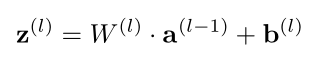 𝐳⁽ˡ⁾ = W⁽ˡ⁾ · 𝐚⁽ˡ⁻¹⁾ + 𝐛⁽ˡ⁾